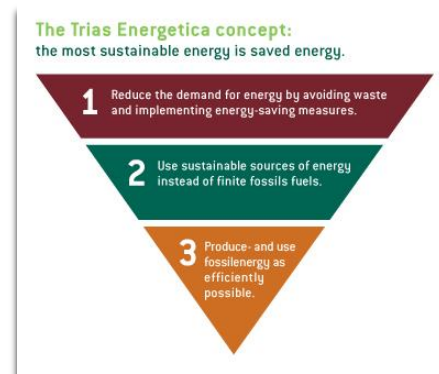 The Trias Energetica concept:
the most sustainable energy is saved energy.
1 Reduce the demand for energy by avoiding waste
and implementing energy-saving measures.
2 Use sustainable sources of energy
instead of finite fossils fuels.
3 Produce- and use
fossilenergy as
efficiently
possible.